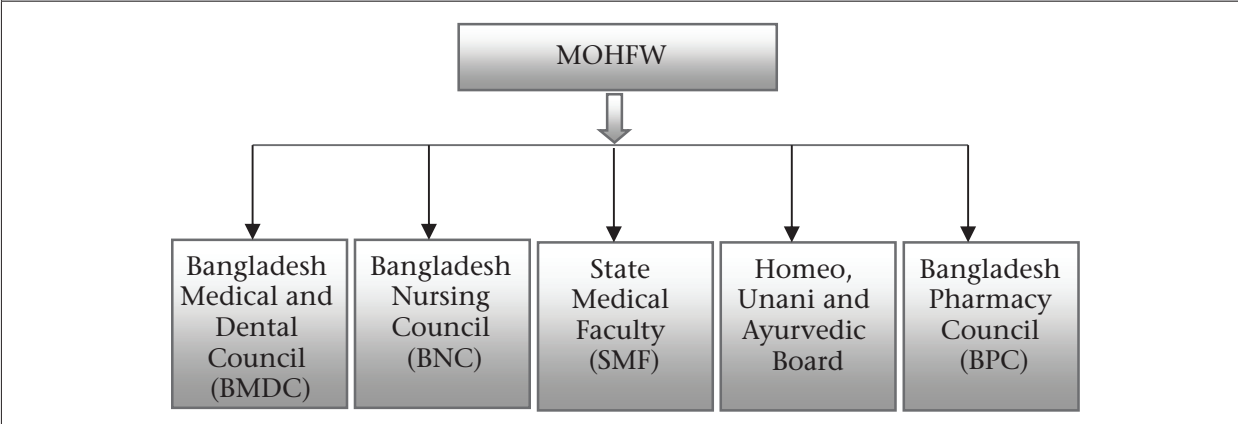 MOHFW
Bangladesh
Medical and
Dental
Council
(BMDC)
Bangladesh
Nursing
Council
(BNC)
State
Medical
Faculty
(SMF)
Homeo,
Unani and
Ayurvedic
Board
Bangladesh
Pharmacy
Council
(BPC)